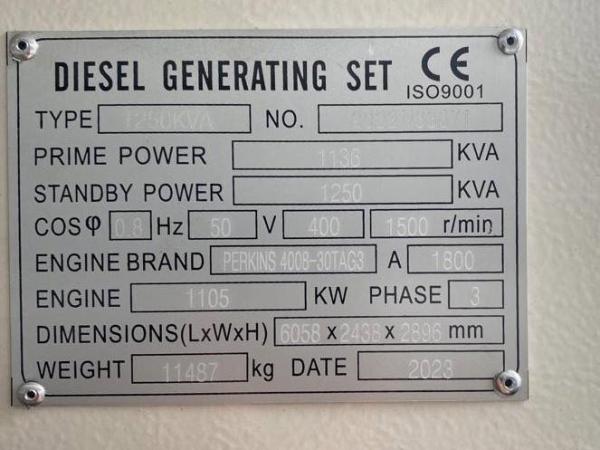 DIESEL GENERATING SET CE
ISO9001
TYPE 1250KVA NO.
PRIME POWER 1136 KVA
STANDBY POWER 1250 KVA
COSφ 0.8 Hz 50 V 400 1500 r/min
ENGINE BRAND PERKINS 4008-30TAG3 A 1800
ENGINE 1105 KW PHASE 3
DIMENSIONS(LxWxH) 6058 x 2438 x 2896 mm
WEIGHT 11487 kg DATE 2023